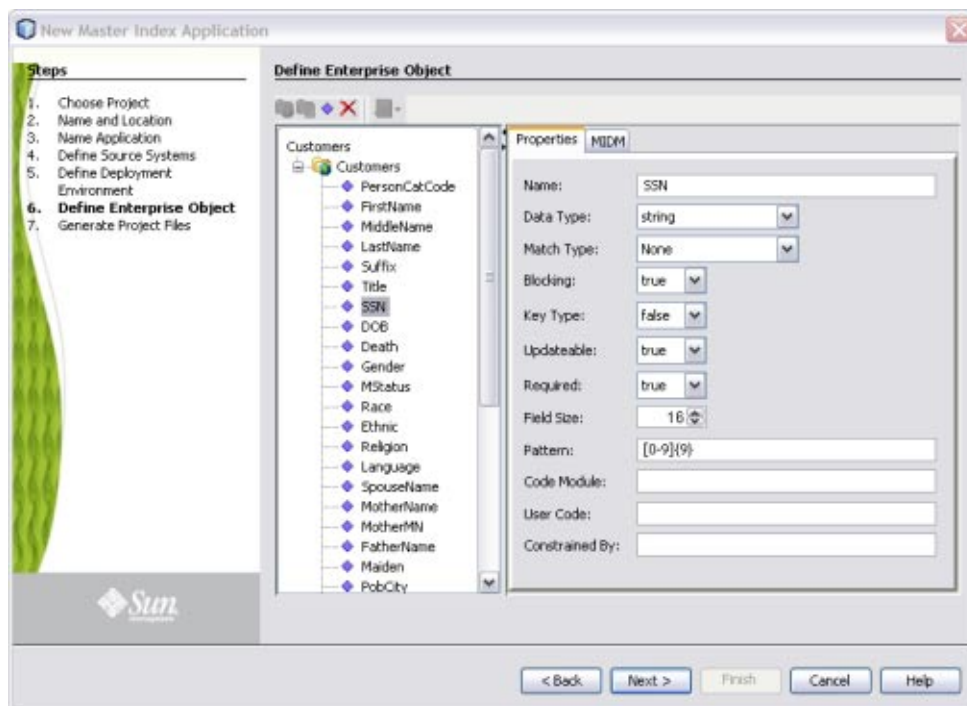 New Master Index Application
Steps
1. Choose Project
2. Name and Location
3. Name Application
4. Define Source Systems
5. Define Deployment
Environment
6. Define Enterprise Object
7. Generate Project Files
Sun
Define Enterprise Object
Customers
Customers
PersonCatCode
FirstName
MiddleName
LastName
Suffix
Title
SSN
DOB
Death
Gender
MStatus
Race
Ethnic
Religion
Language
SpouseName
MotherName
MotherMN
FatherName
Maiden
PobCity
Properties MIDM
Name: SSN
Data Type: string
Match Type: None
Blocking: true
Key Type: false
Updateable: true
Required: true
Field Size: 16
Pattern: [0-9]{9}
Code Module:
User Code:
Constrained By:
< Back Next > Finish Cancel Help